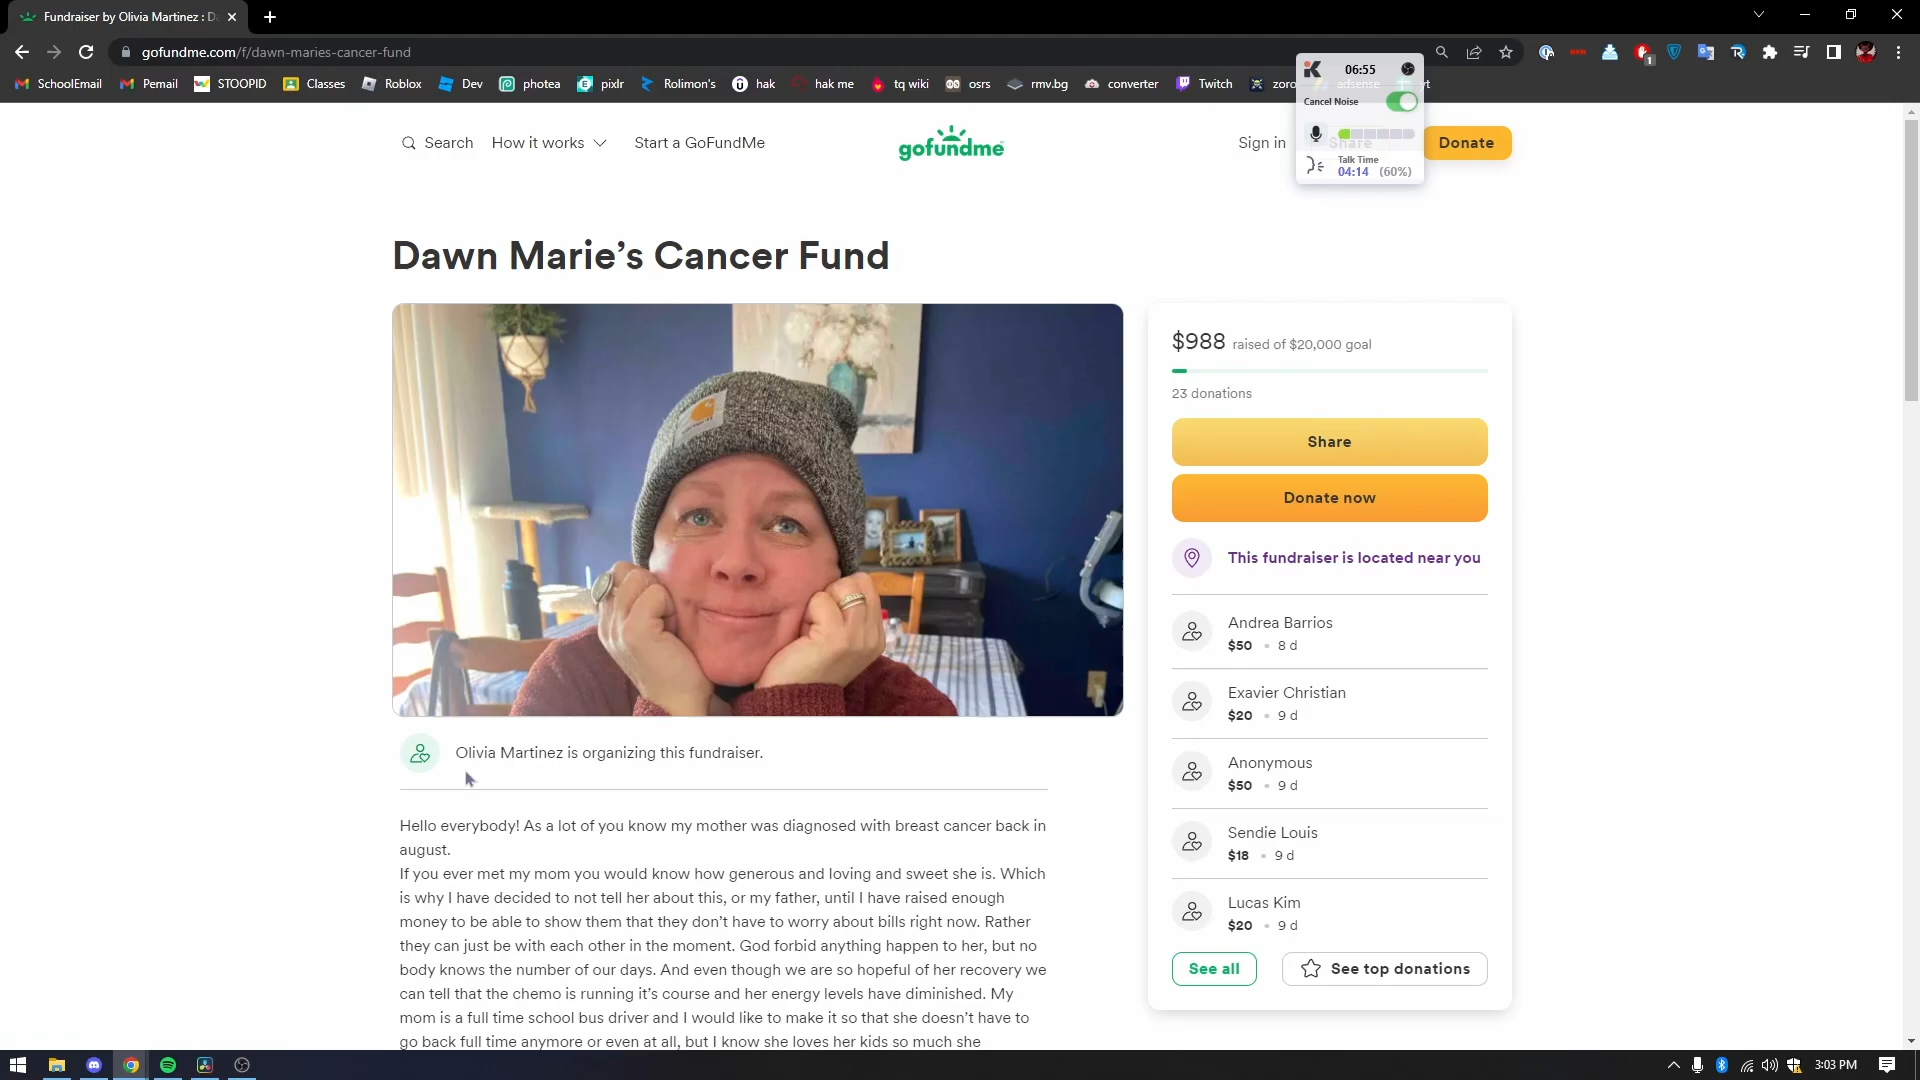 Fundraiser by Olivia Martinez : D
gofundme.com/f/dawn-maries-cancer-fund
SchoolEmail
Pemail
STOOPID
Classes
Roblox
Dev
photea
pixlr
Rolimon's
hak
hak me
tq wiki
osrs
rmv.bg
converter
Twitch
zoro
adsense
yt
06:55
Cancel Noise
Talk Time
04:14 (60%)
Search
How it works
Start a GoFundMe
gofundme
Sign in
Share
Donate
Dawn Marie’s Cancer Fund
$988 raised of $20,000 goal
23 donations
Share
Donate now
This fundraiser is located near you
Andrea Barrios
$50 • 8 d
Exavier Christian
$20 • 9 d
Anonymous
$50 • 9 d
Sendie Louis
$18 • 9 d
Lucas Kim
$20 • 9 d
See all
See top donations
Olivia Martinez is organizing this fundraiser.
Hello everybody! As a lot of you know my mother was diagnosed with breast cancer back in
august.
If you ever met my mom you would know how generous and loving and sweet she is. Which
is why I have decided to not tell her about this, or my father, until I have raised enough
money to be able to show them that they don’t have to worry about bills right now. Rather
they can just be with each other in the moment. God forbid anything happen to her, but no
body knows the number of our days. And even though we are so hopeful of her recovery we
can tell that the chemo is running it’s course and her energy levels have diminished. My
mom is a full time school bus driver and I would like to make it so that she doesn’t have to
go back full time anymore or even at all, but I know she loves her kids so much she
3:03 PM